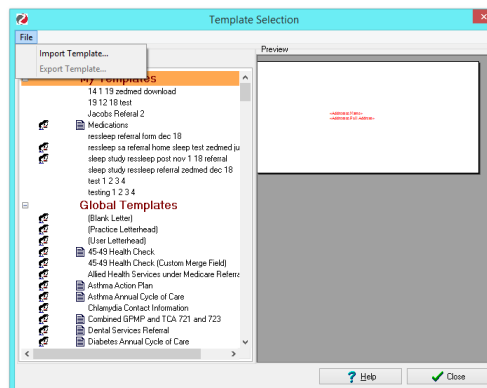 Template Selection
File
Import Template...
Export Template...
Preview
My Templates
14 1 19 zedmed download
19 12 18 test
Jacobs Referal 2
Medications
ressleep referral form dec 18
ressleep sa referral home sleep test zedmed ju
sleep study ressleep post nov 1 18 referral
sleep study ressleep referral zedmed dec 18
test 1 2 3 4
testing 1 2 3 4
Global Templates
(Blank Letter)
(Practice Letterhead)
(User Letterhead)
45-49 Health Check
45-49 Health Check (Custom Merge Field)
Allied Health Services under Medicare Referra
Asthma Action Plan
Asthma Annual Cycle of Care
Chlamydia Contact Information
Combined GPMP and TCA 721 and 723
Dental Services Referral
Diabetes Annual Cycle of Care
Help
Close